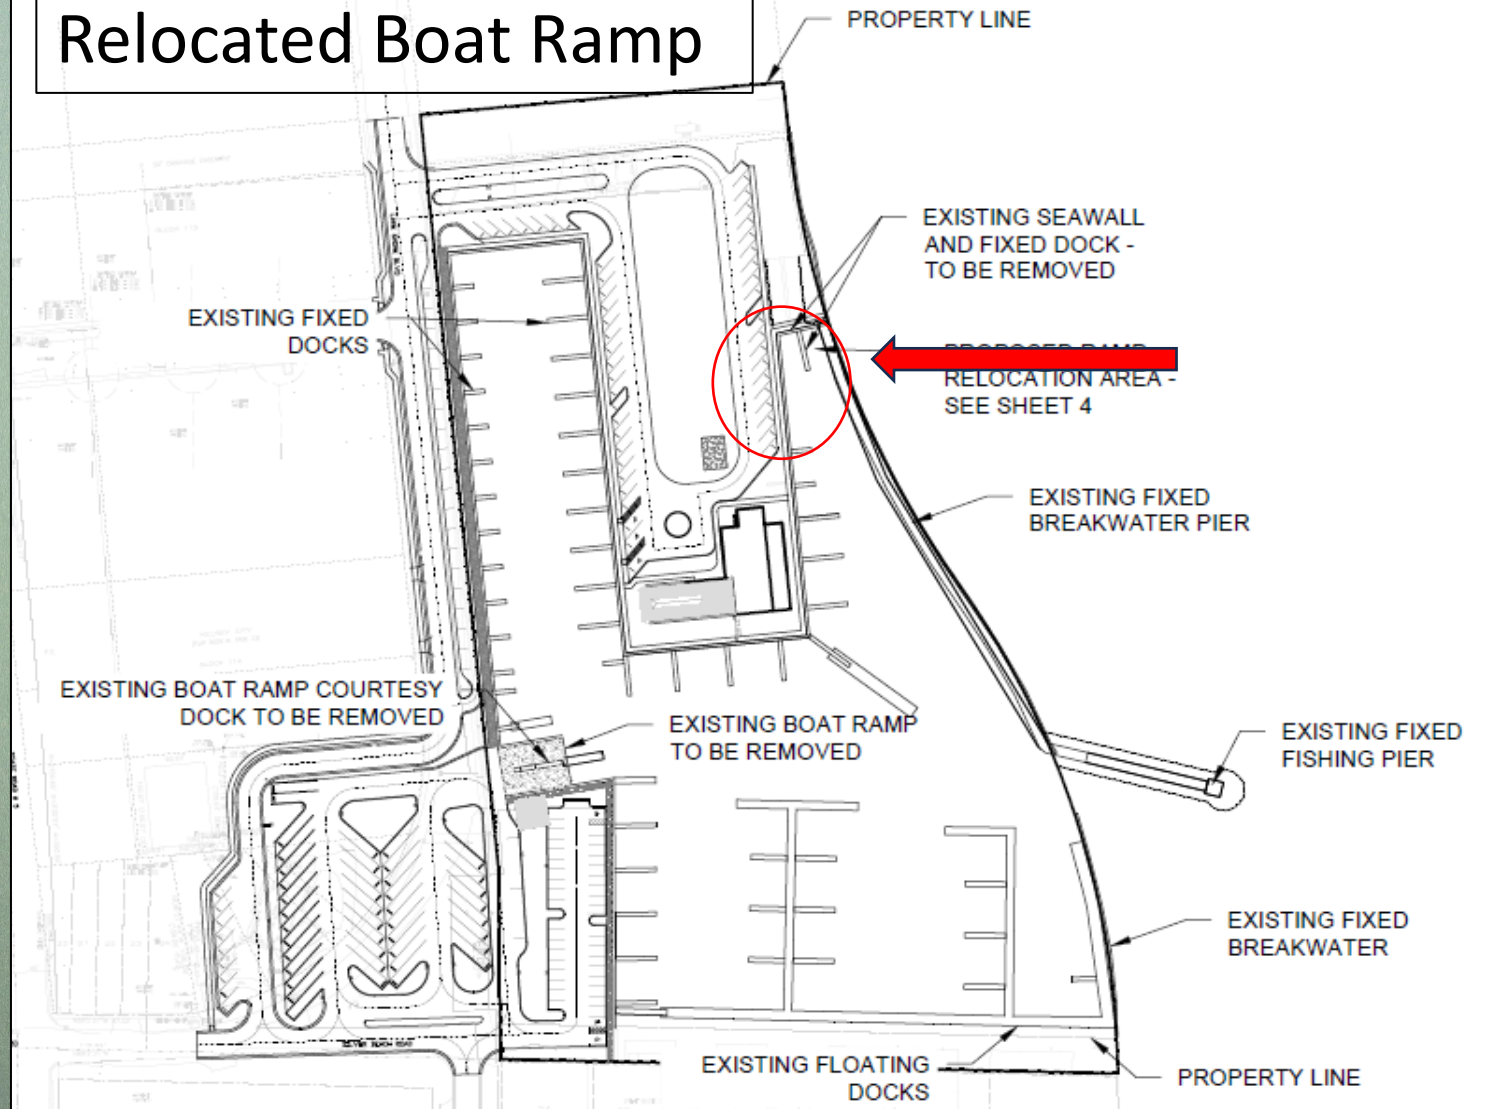 Relocated Boat Ramp
PROPERTY LINE
EXISTING SEAWALL
AND FIXED DOCK -
TO BE REMOVED
EXISTING FIXED
DOCKS
PROPOSED RAMP
RELOCATION AREA -
SEE SHEET 4
EXISTING FIXED
BREAKWATER PIER
EXISTING BOAT RAMP COURTESY
DOCK TO BE REMOVED
EXISTING BOAT RAMP
TO BE REMOVED
EXISTING FIXED
FISHING PIER
EXISTING FIXED
BREAKWATER
EXISTING FLOATING
DOCKS
PROPERTY LINE